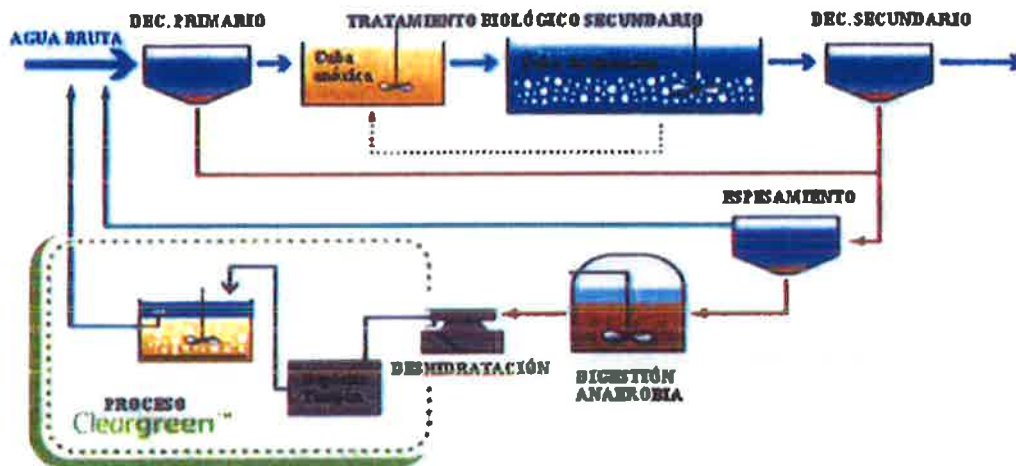 DEC. PRIMARIO
TRATAMIENTO BIOLÓGICO SECUNDARIO
DEC. SECUNDARIO
AGUA BRUTA
Cuba
anóxica
ESPESAMIENTO
DESHIDRATACIÓN
DIGESTIÓN
ANAEROBIA
PROCESO
Cleargreen™